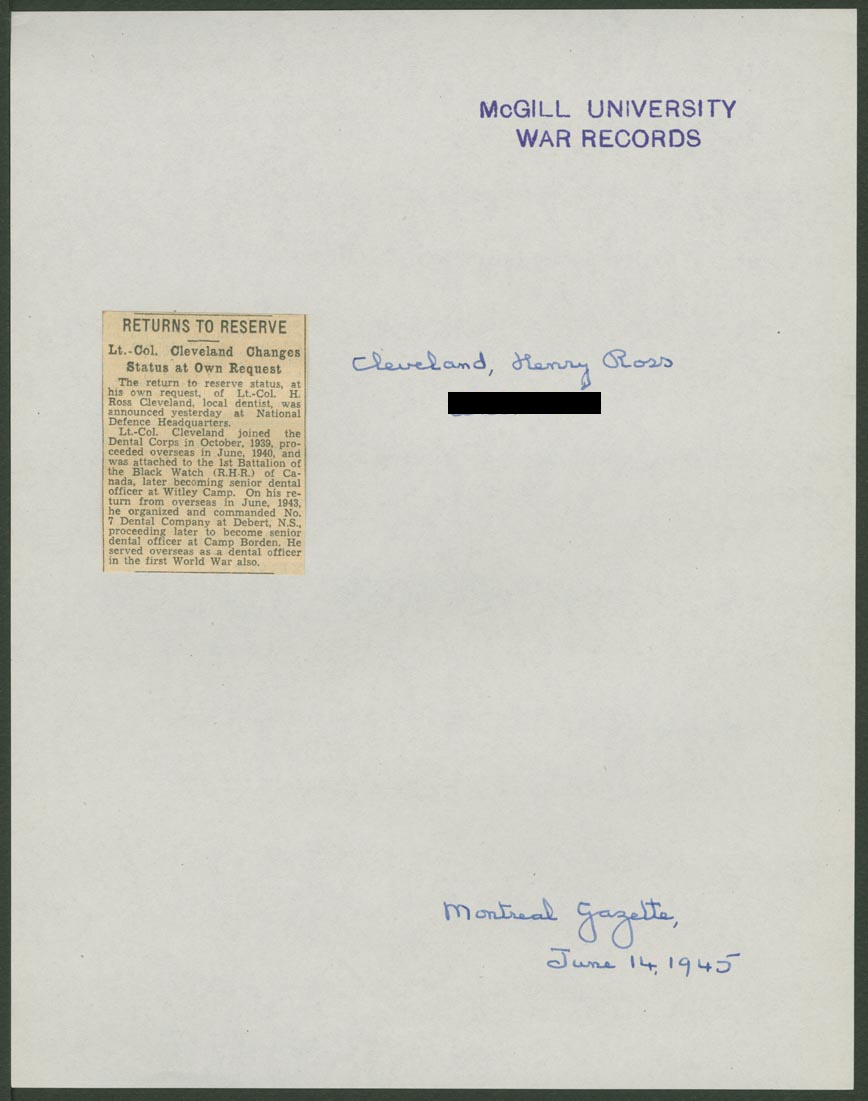 McGILL UNIVERSITY
WAR RECORDS
RETURNS TO RESERVE
Lt.-Col. Cleveland Changes
Status at Own Request
The return to reserve status, at
his own request, of Lt.-Col. H.
Ross Cleveland, local dentist, was
announced yesterday at National
Defence Headquarters.
Lt.-Col. Cleveland joined the
Dental Corps in October, 1939, pro-
ceeded overseas in June, 1940, and
was attached to the 1st Battalion of
the Black Watch (R.H.R.) of Ca-
nada, later becoming senior dental
officer at Witley Camp. On his re-
turn from overseas in June, 1943,
he organized and commanded No.
7 Dental Company at Debert, N.S.,
proceeding later to become senior
dental officer at Camp Borden. He
served overseas as a dental officer
in the first World War also.
Cleveland, Henry Ross
Montreal Gazette,
June 14, 1945